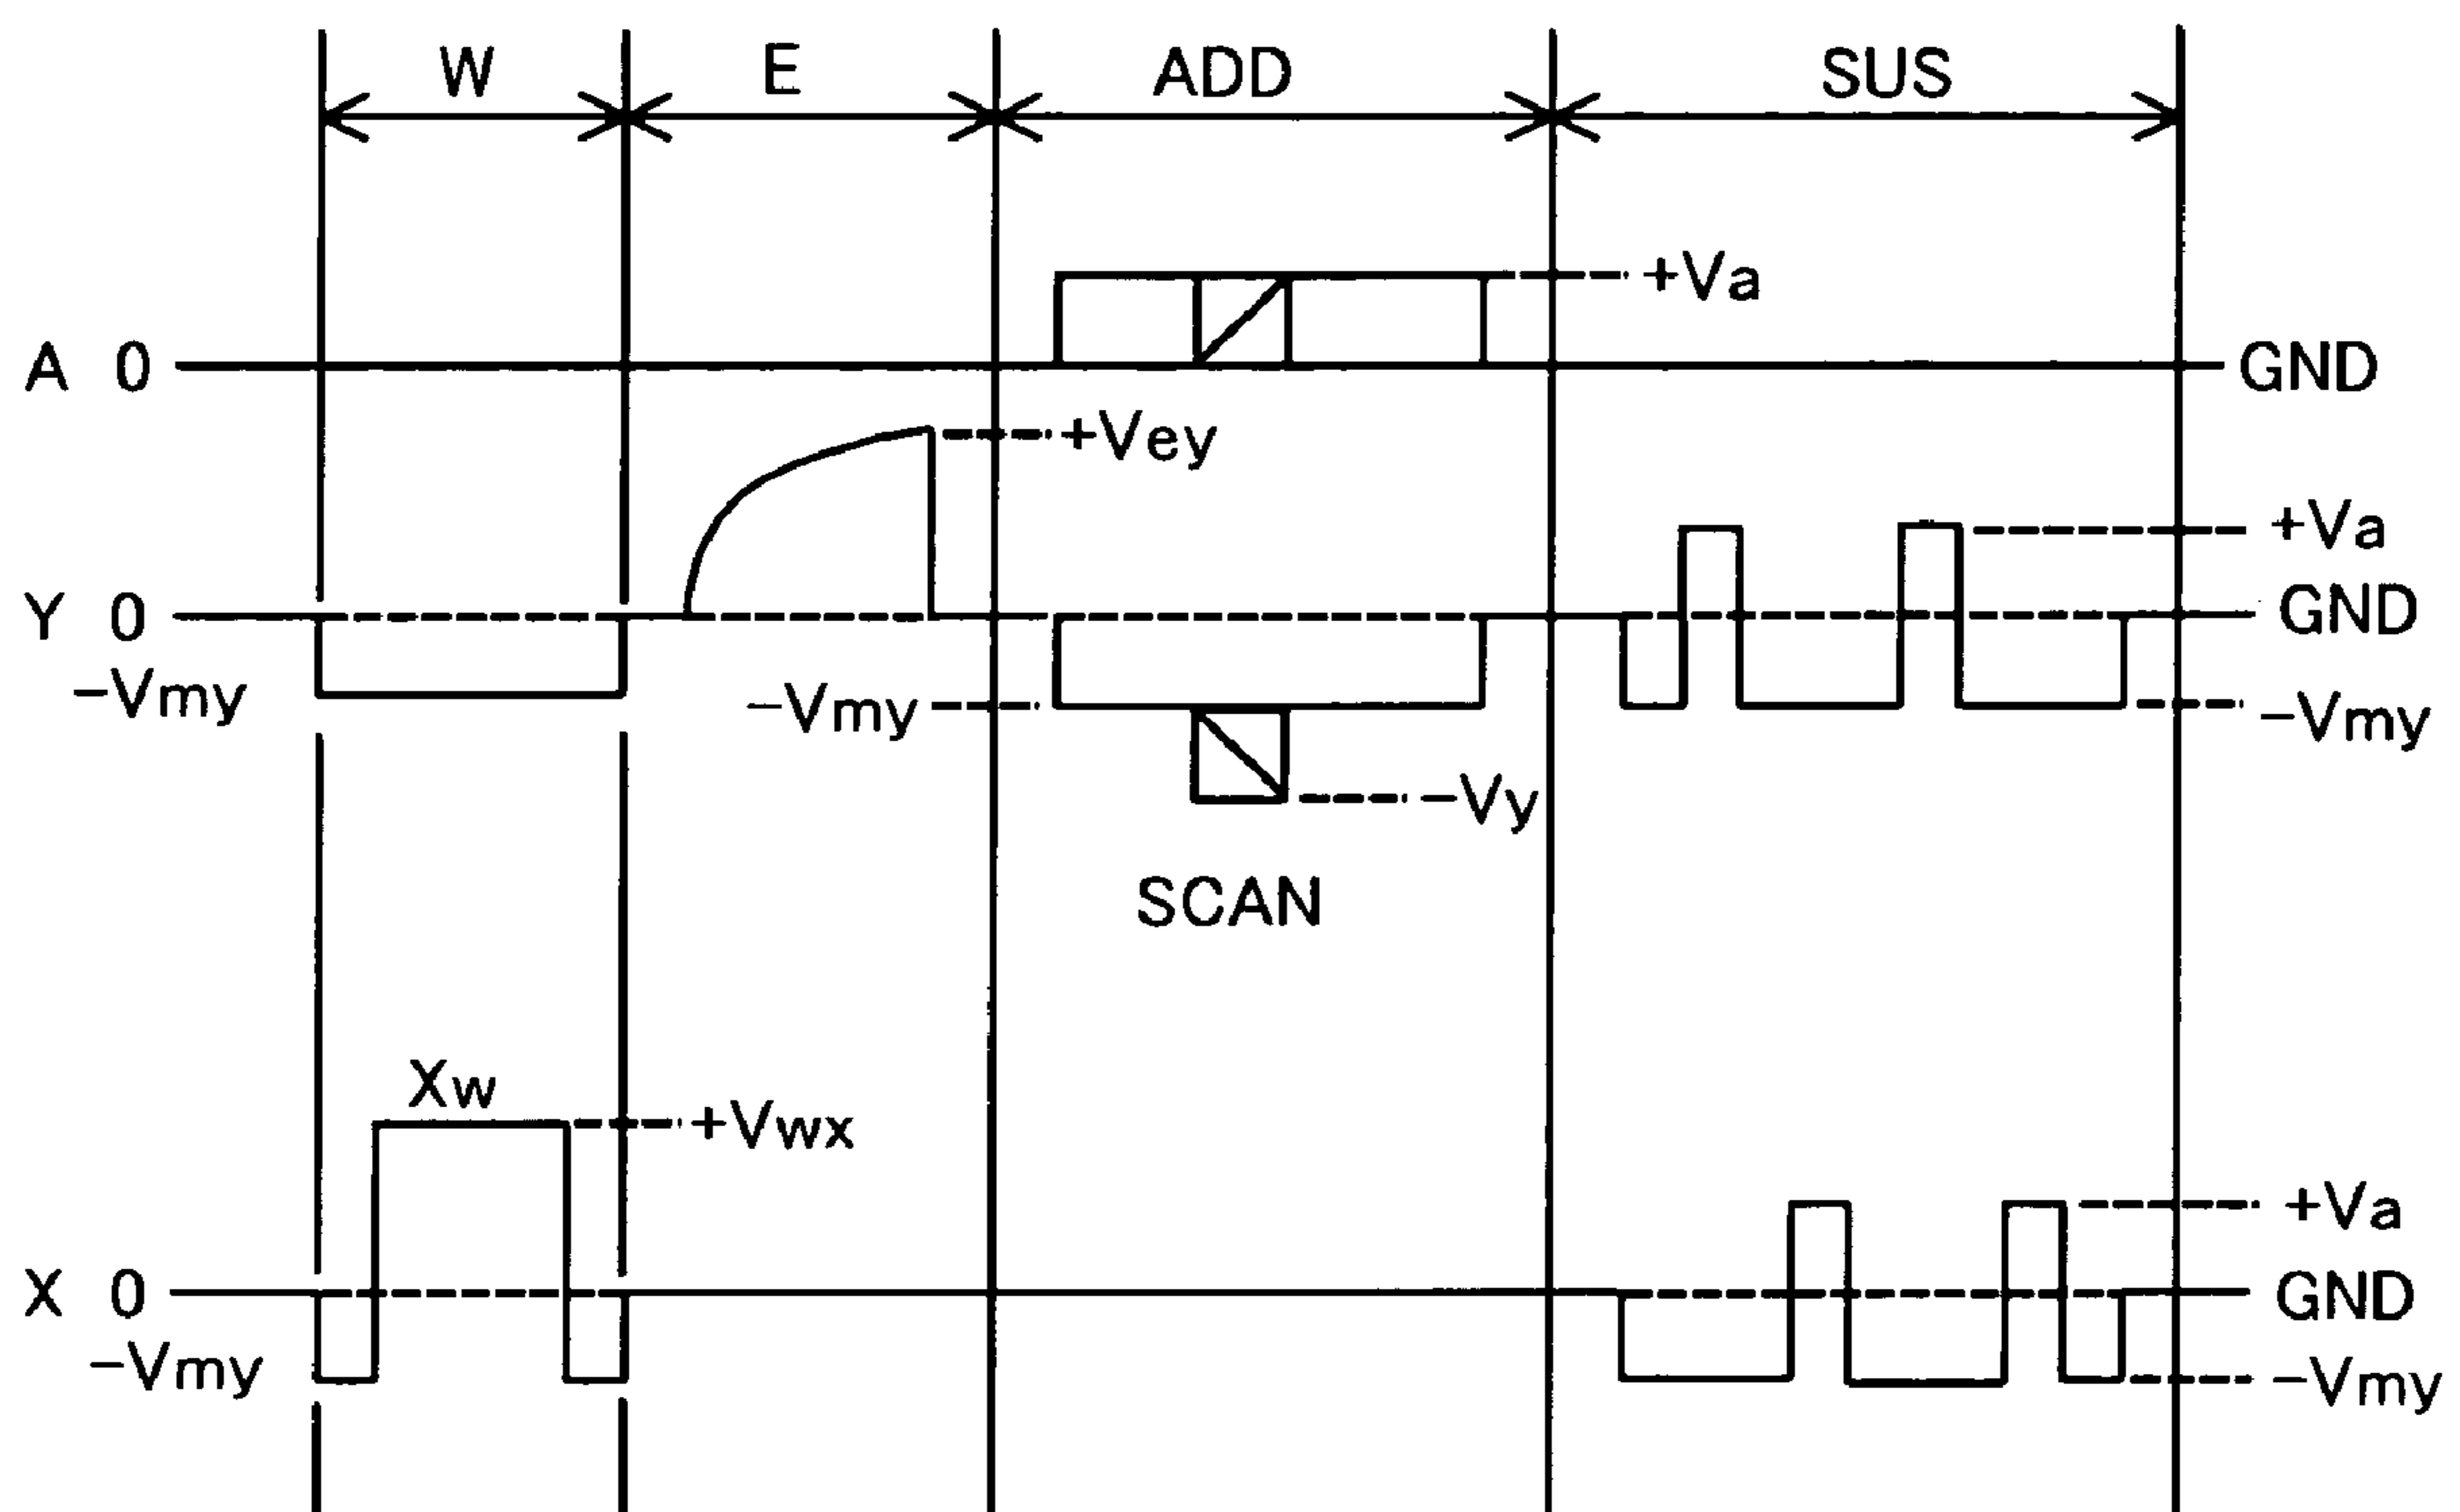 W E ADD SUS
+Va
A 0 GND
+Vey
+Va
Y 0 GND
−Vmy −Vmy −Vmy
−Vy
SCAN
Xw
+Vwx
+Va
X 0 GND
−Vmy −Vmy